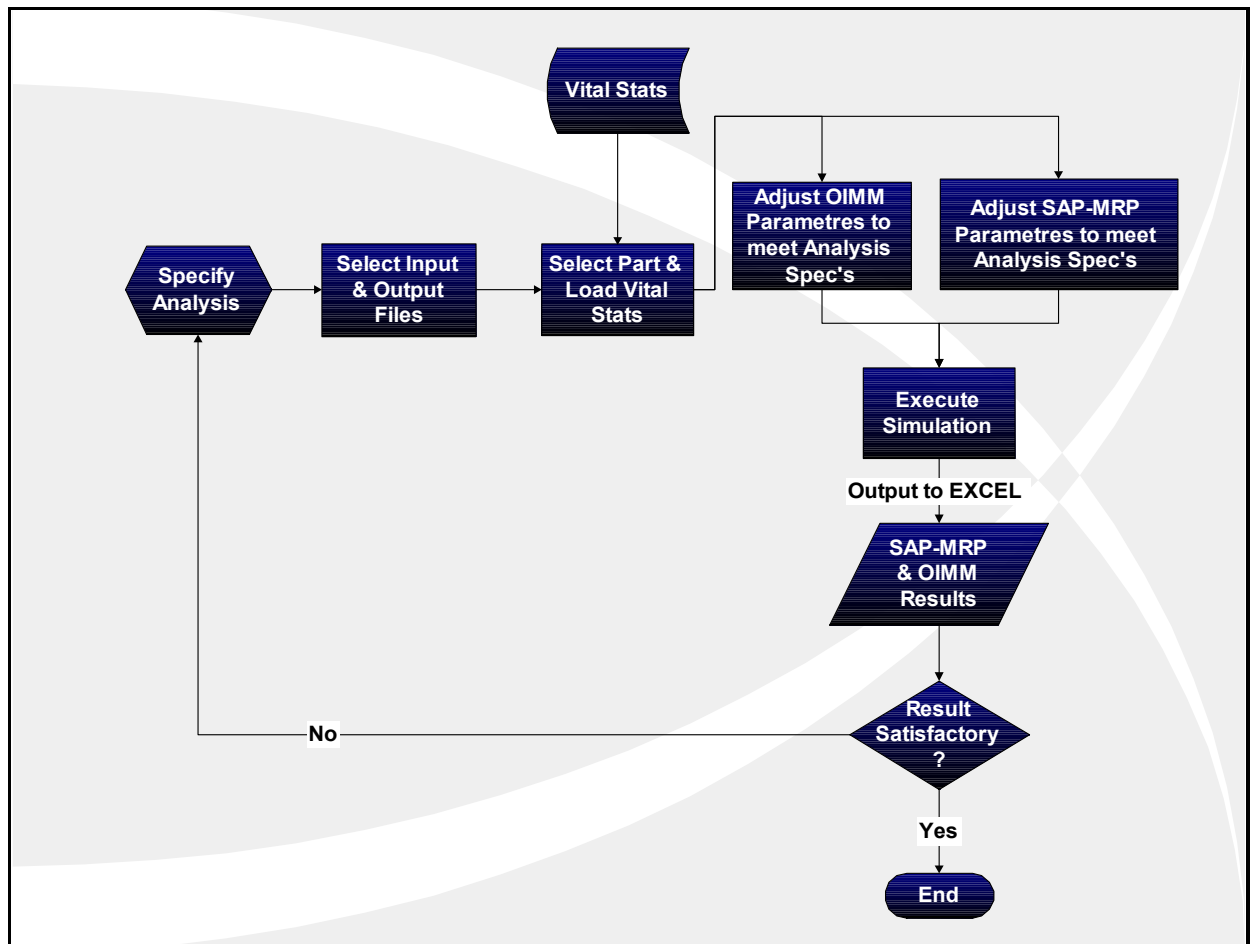 Vital Stats
Specify
Analysis
Select Input
& Output
Files
Select Part &
Load Vital
Stats
Adjust OIMM
Parametres to
meet Analysis
Spec's
Adjust SAP-MRP
Parametres to meet
Analysis Spec's
Execute
Simulation
Output to EXCEL
SAP-MRP
& OIMM
Results
Result
Satisfactory
?
No
Yes
End